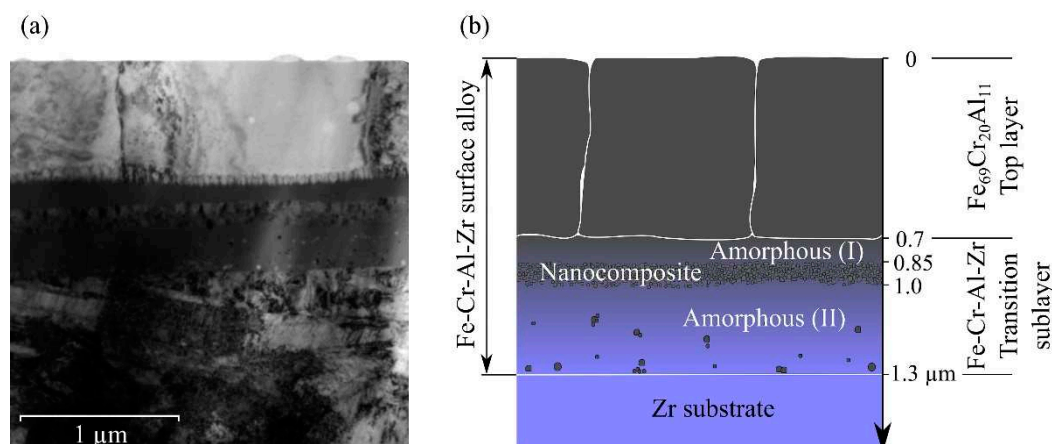 (a)
1 μm
(b)
Fe-Cr-Al-Zr surface alloy
Amorphous (I)
Nanocomposite
Amorphous (II)
Zr substrate
0
0.7
0.85
1.0
1.3 μm
Fe₆₉Cr₂₀Al₁₁
Top layer
Fe-Cr-Al-Zr
Transition
sublayer